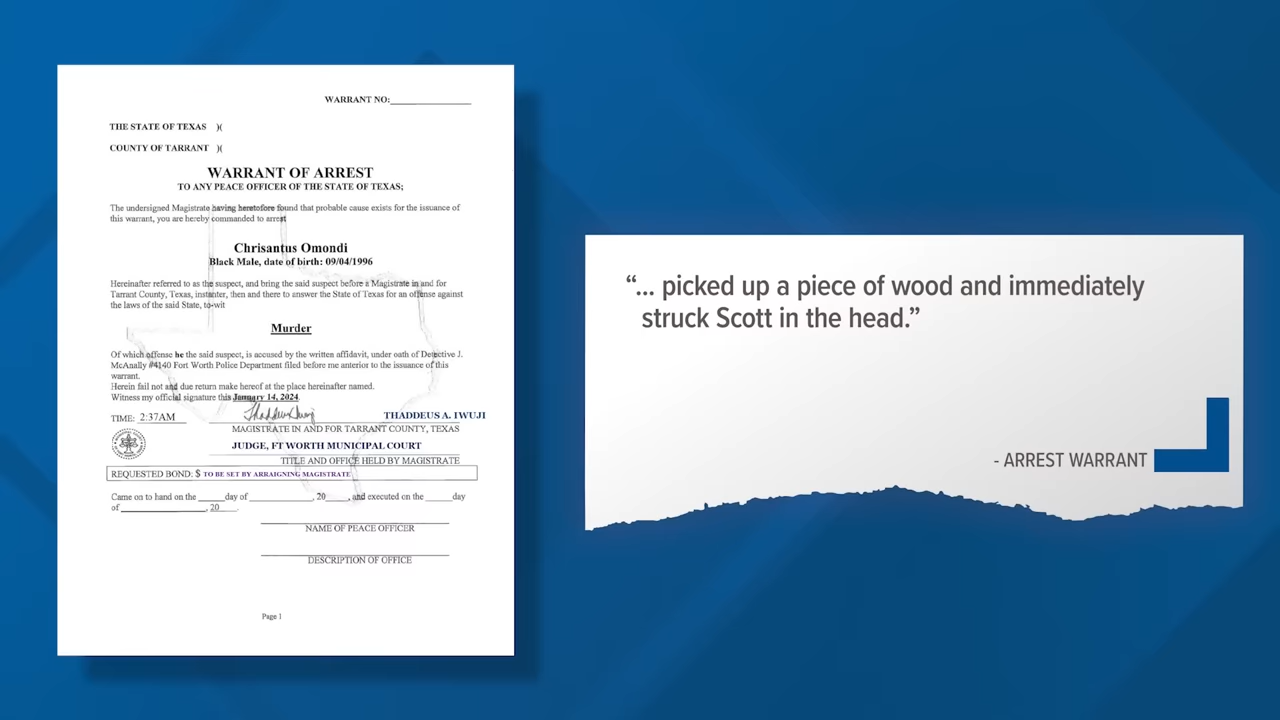 WARRANT NO:__________
THE STATE OF TEXAS )(
COUNTY OF TARRANT )(
WARRANT OF ARREST
TO ANY PEACE OFFICER OF THE STATE OF TEXAS;
The undersigned Magistrate having heretofore found that probable cause exists for the issuance of
this warrant, you are hereby commanded to arrest
Chrisantus Omondi
Black Male, date of birth: 09/04/1996
Hereinafter referred to as the suspect, and bring the said suspect before a Magistrate in and for
Tarrant County, Texas, instanter, then and there to answer the State of Texas for an offense against
the laws of the said State, to-wit
Murder
Of which offense he the said suspect, is accused by the written affidavit, under oath of Detective J.
McAnally #4140 Fort Worth Police Department filed before me anterior to the issuance of this
warrant.
Herein fail not and due return make hereof at the place hereinafter named.
Witness my official signature this January 14, 2024.
TIME: 2:37AM THADDEUS A. IWUJI
MAGISTRATE IN AND FOR TARRANT COUNTY, TEXAS
JUDGE, FT WORTH MUNICIPAL COURT
TITLE AND OFFICE HELD BY MAGISTRATE
REQUESTED BOND: $ TO BE SET BY ARRAIGNING MAGISTRATE
Came on to hand on the _____day of ____________, 20____, and executed on the _____day
of ________________, 20___.
NAME OF PEACE OFFICER
DESCRIPTION OF OFFICE
Page 1
“... picked up a piece of wood and immediately
struck Scott in the head.”
- ARREST WARRANT